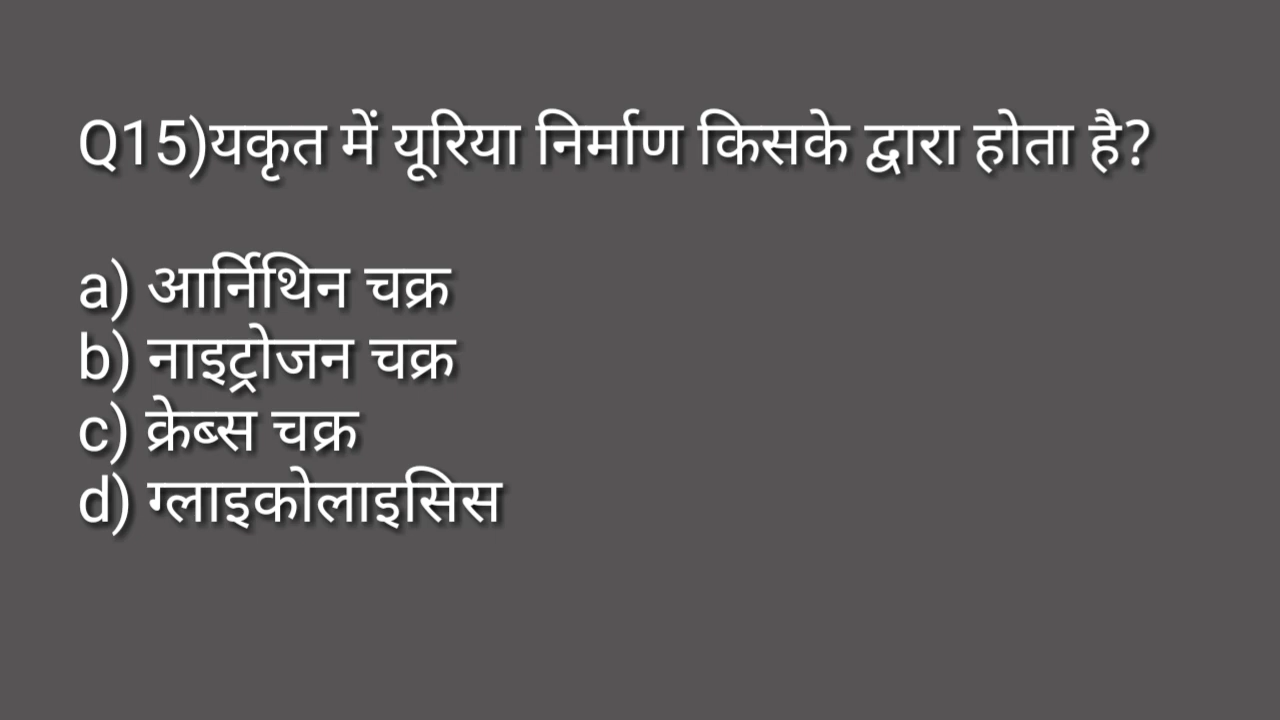 Q15)यकृत में यूरिया निर्माण किसके द्वारा होता है?
a) आर्निथिन चक्र
b) नाइट्रोजन चक्र
c) क्रेब्स चक्र
d) ग्लाइकोलाइसिस